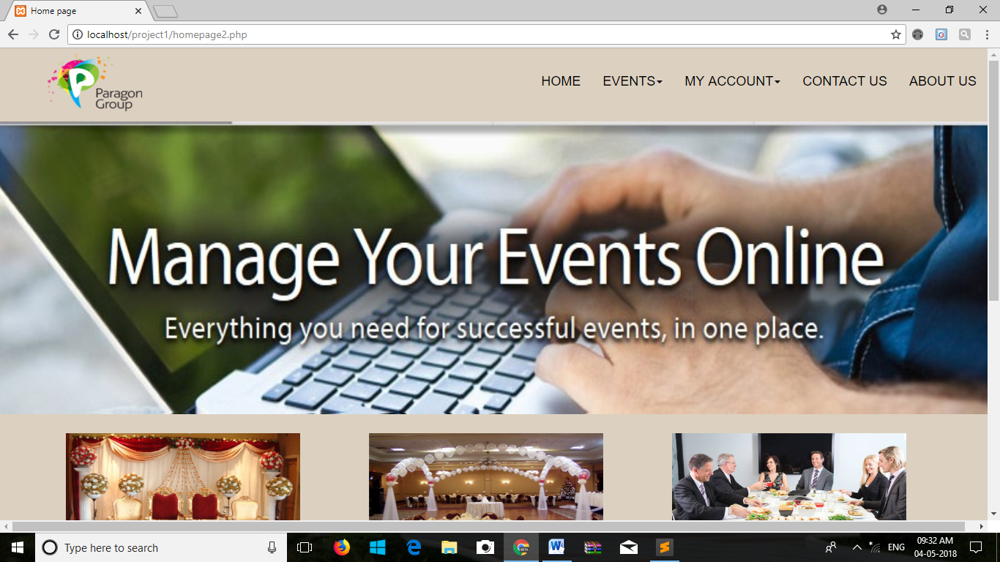 Home page
localhost/project1/homepage2.php
Paragon
Group
HOME EVENTS MY ACCOUNT CONTACT US ABOUT US
Manage Your Events Online
Everything you need for successful events, in one place.
Type here to search
BETA
W
ENG
09:32 AM
04-05-2018